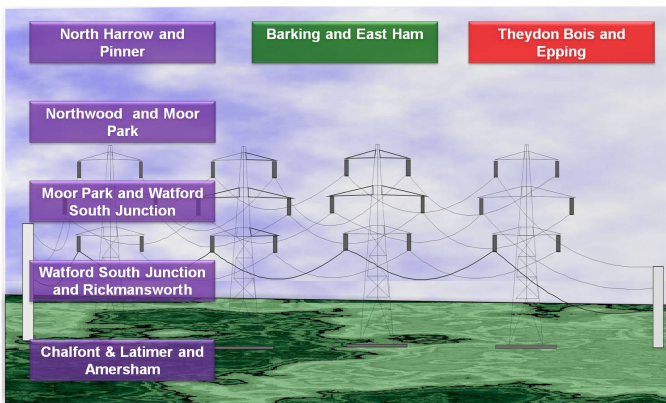 North Harrow and
Pinner
Barking and East Ham
Theydon Bois and
Epping
Northwood and Moor
Park
Moor Park and Watford
South Junction
Watford South Junction
and Rickmansworth
Chalfont & Latimer and
Amersham